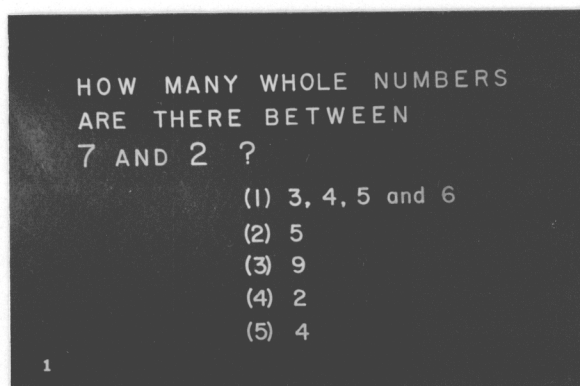 HOW MANY WHOLE NUMBERS
ARE THERE BETWEEN
7 AND 2 ?
(1) 3, 4, 5 and 6
(2) 5
(3) 9
(4) 2
(5) 4
1